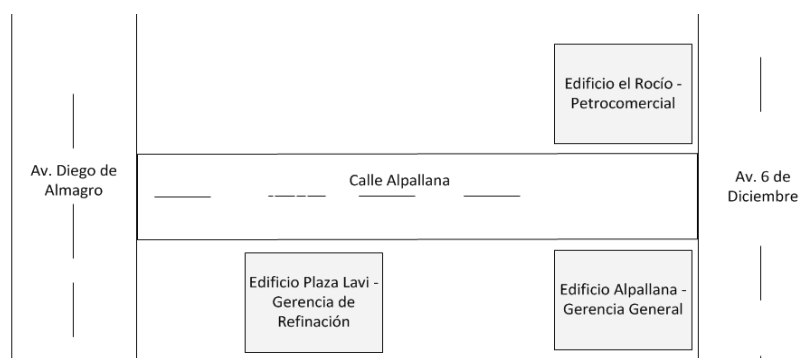 Edificio el Rocío -
Petrocomercial
Av. Diego de
Almagro
Calle Alpallana
Av. 6 de
Diciembre
Edificio Plaza Lavi -
Gerencia de
Refinación
Edificio Alpallana -
Gerencia General